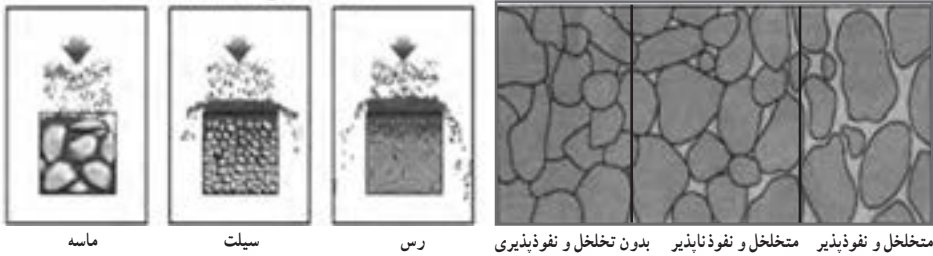 متخلخل و نفوذپذیر
متخلخل و نفوذناپذیر
بدون تخلخل و نفوذپذیری
رس
سیلت
ماسه